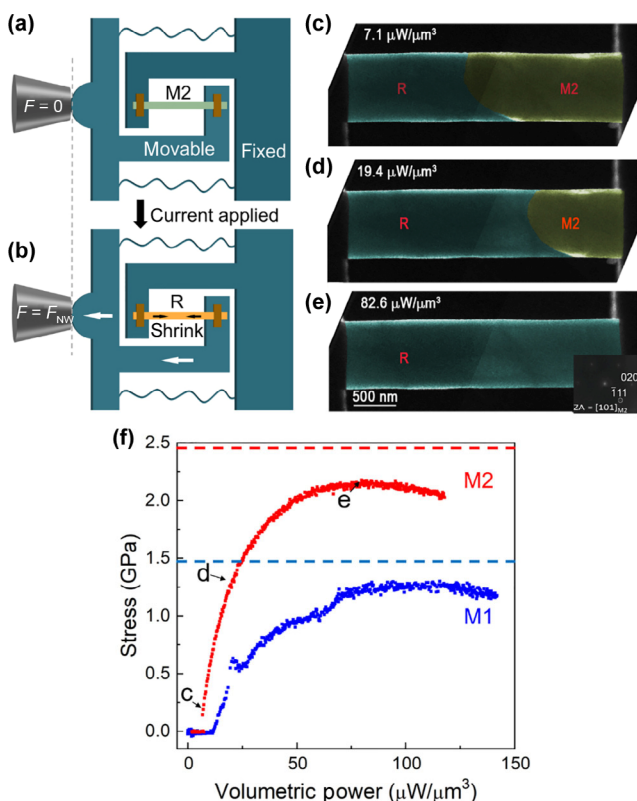 (a)
F = 0
M2
Movable
Fixed
Current applied
(b)
F = FNW
R
Shrink
(c)
7.1 μW/μm³
R
M2
(d)
19.4 μW/μm³
R
M2
(e)
82.6 μW/μm³
R
500 nm
020
1̄11
ZA = [101]M2
(f)
Stress (GPa)
2.5
2.0
1.5
1.0
0.5
0.0
M2
M1
c
d
e
0
50
100
150
Volumetric power (μW/μm³)